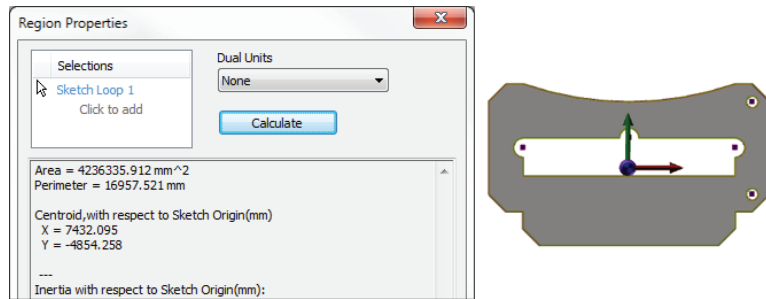 Region Properties
Selections
Sketch Loop 1
Click to add
Dual Units
None
Calculate
Area = 4236335.912 mm^2
Perimeter = 16957.521 mm
Centroid,with respect to Sketch Origin(mm)
X = 7432.095
Y = -4854.258
---
Inertia with respect to Sketch Origin(mm):